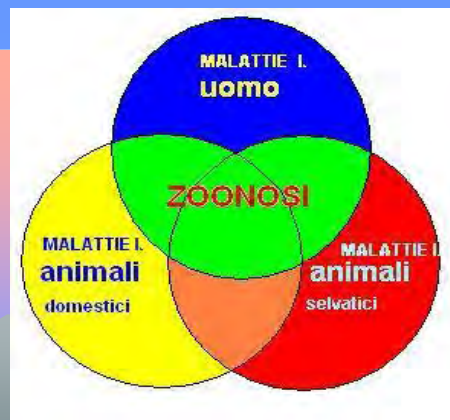 MALATTIE I.
uomo
ZOONOSI
MALATTIE I.
animali
domestici
MALATTIE I.
animali
selvatici